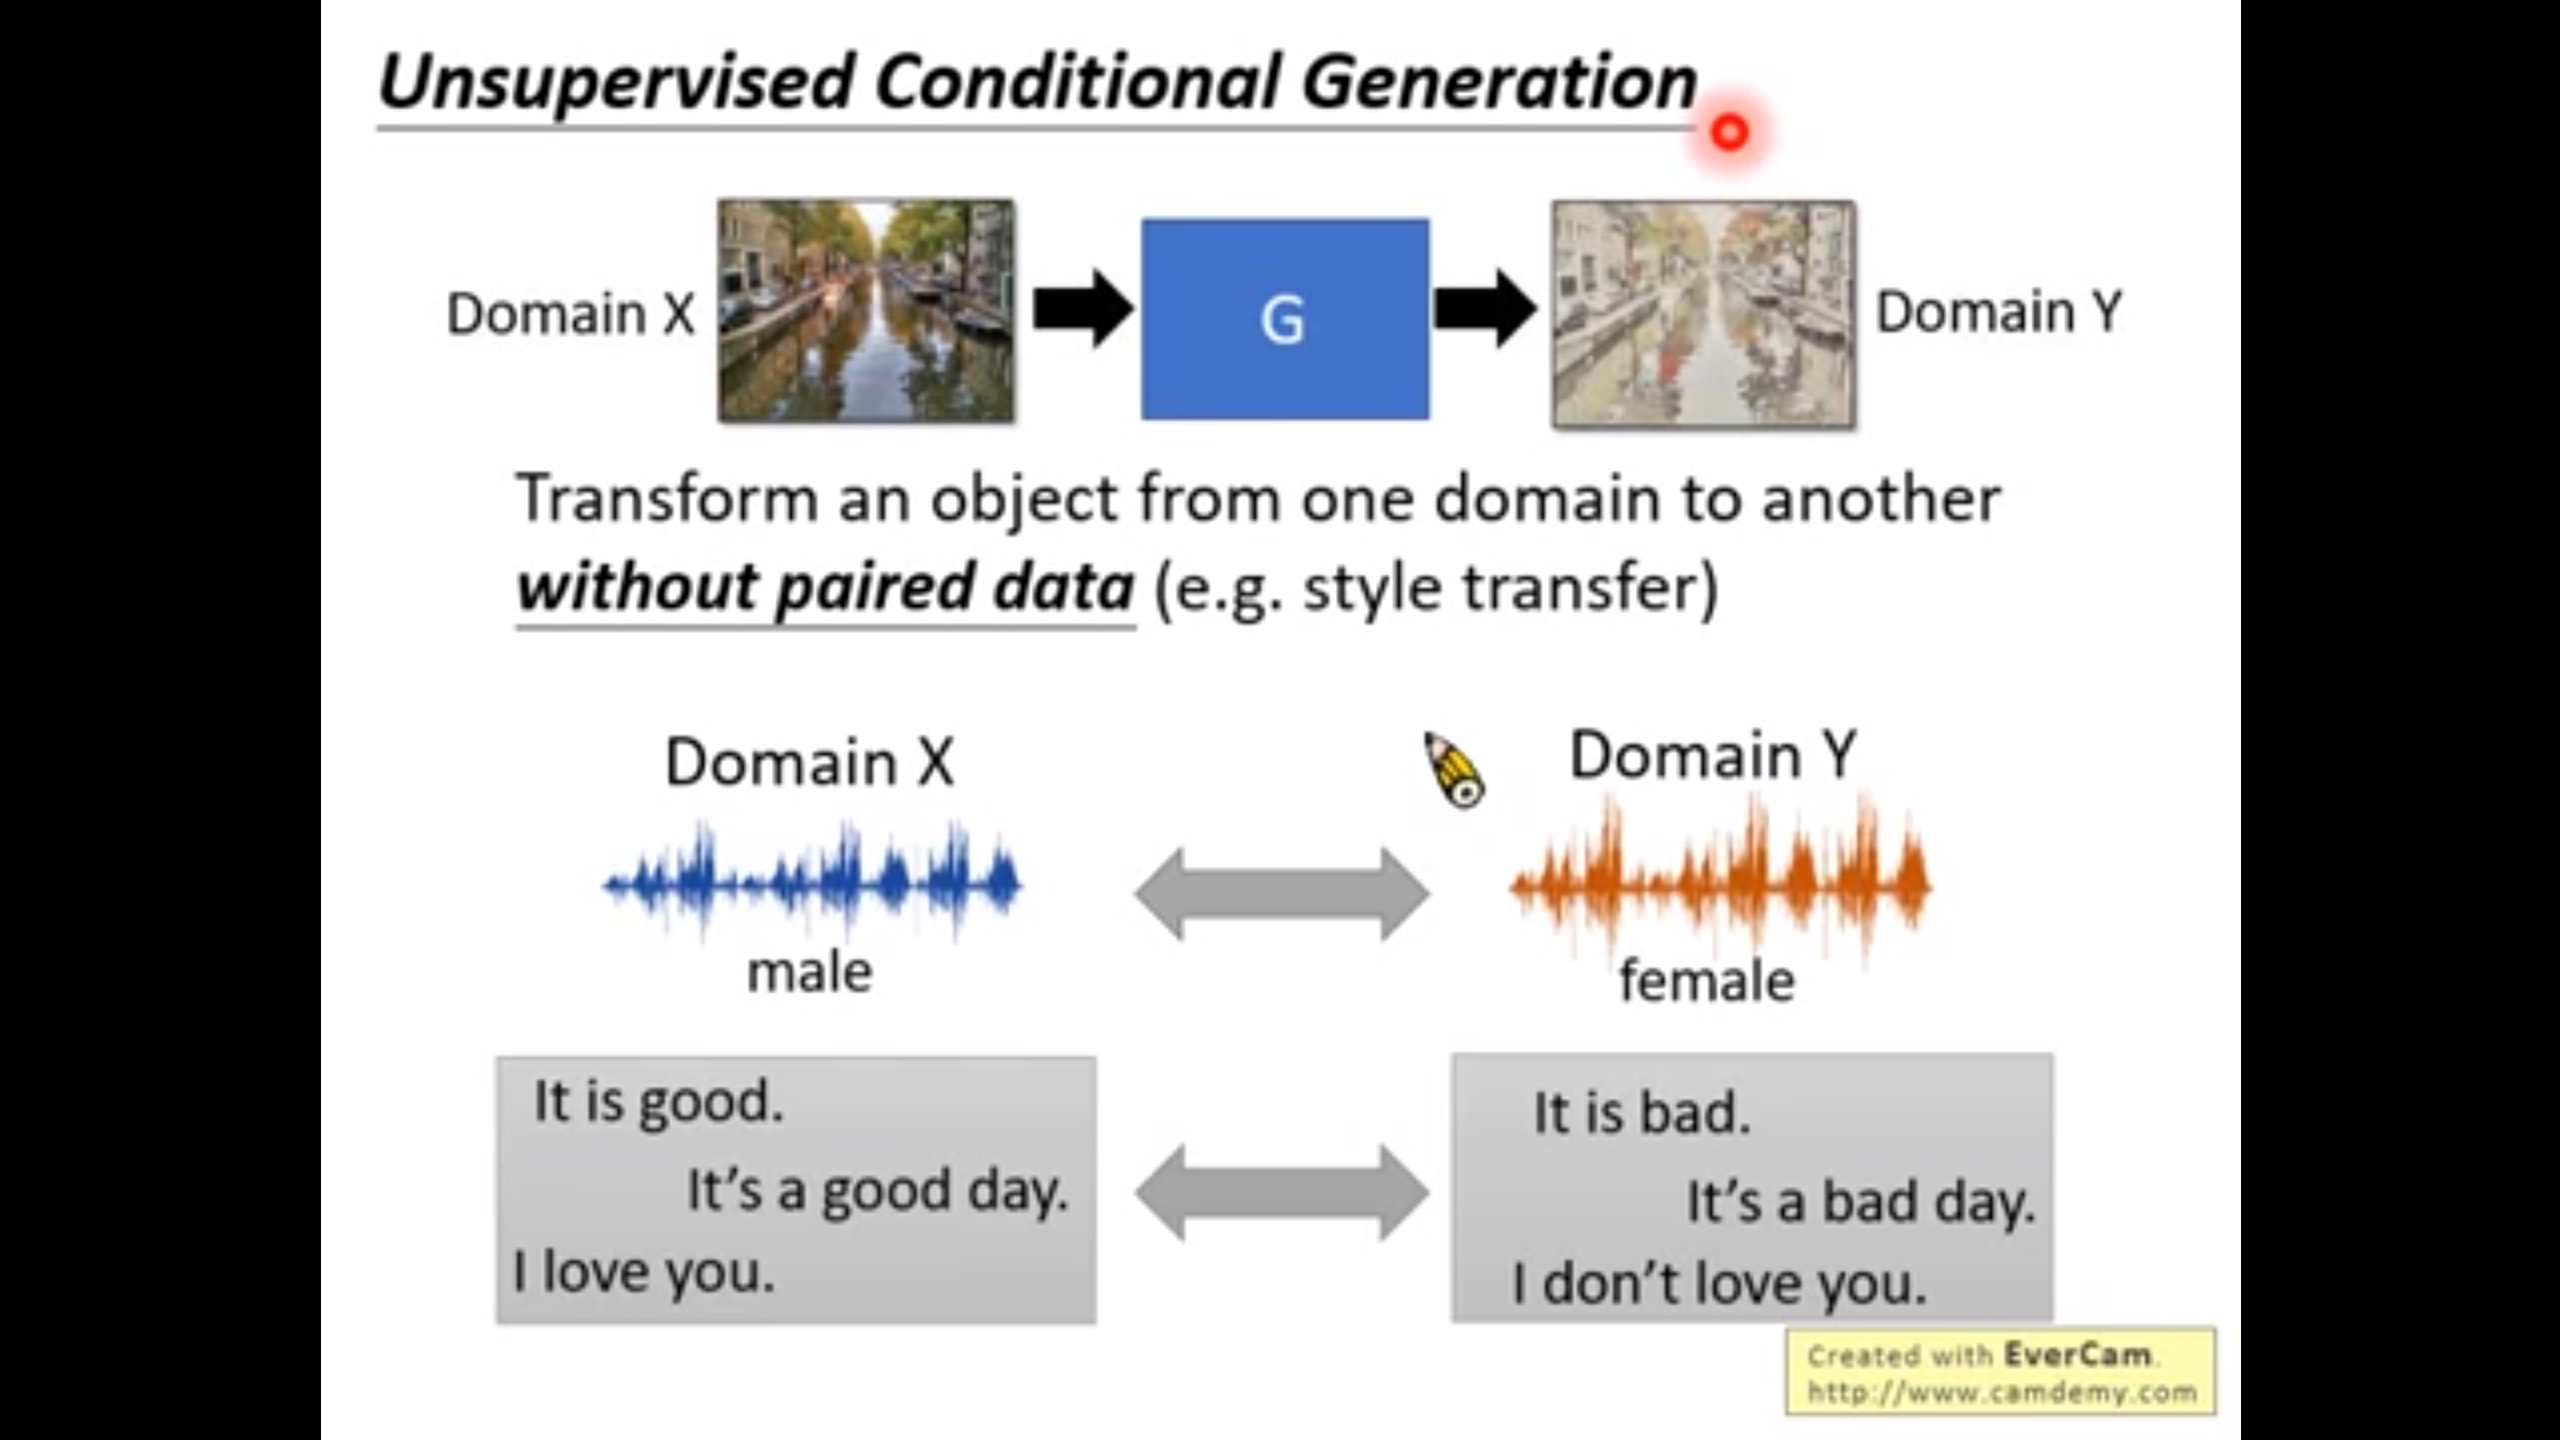 Unsupervised Conditional Generation
Domain X
G
Domain Y
Transform an object from one domain to another
without paired data (e.g. style transfer)
Domain X
Domain Y
male
female
It is good.
It's a good day.
I love you.
It is bad.
It's a bad day.
I don't love you.
Created with EverCam.
http://www.camdemy.com